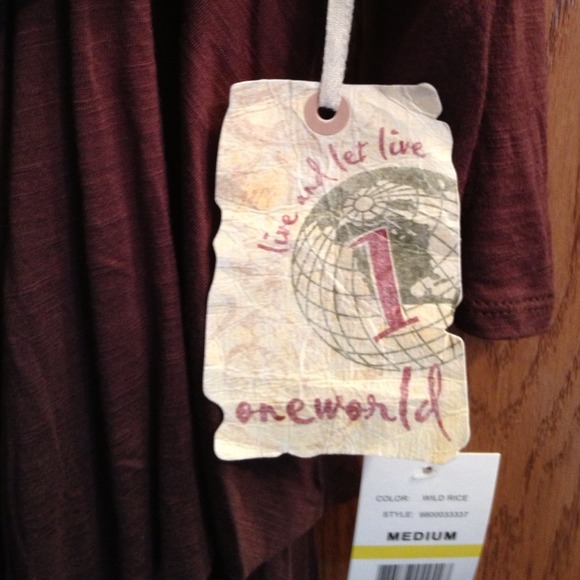 live and let live
1
oneworld
COLOR: WILD RICE
STYLE: 9800033337
MEDIUM